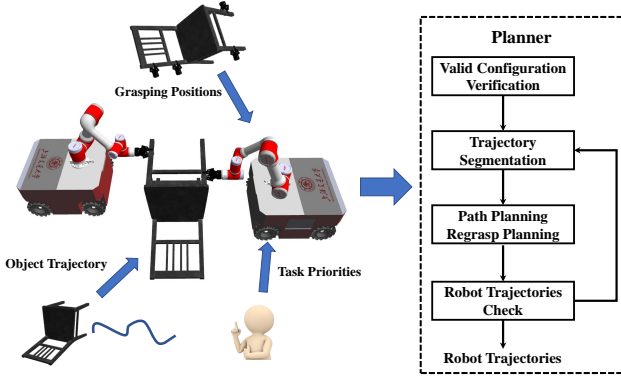 Grasping Positions
Object Trajectory
Task Priorities
Planner
Valid Configuration
Verification
Trajectory
Segmentation
Path Planning
Regrasp Planning
Robot Trajectories
Check
Robot Trajectories